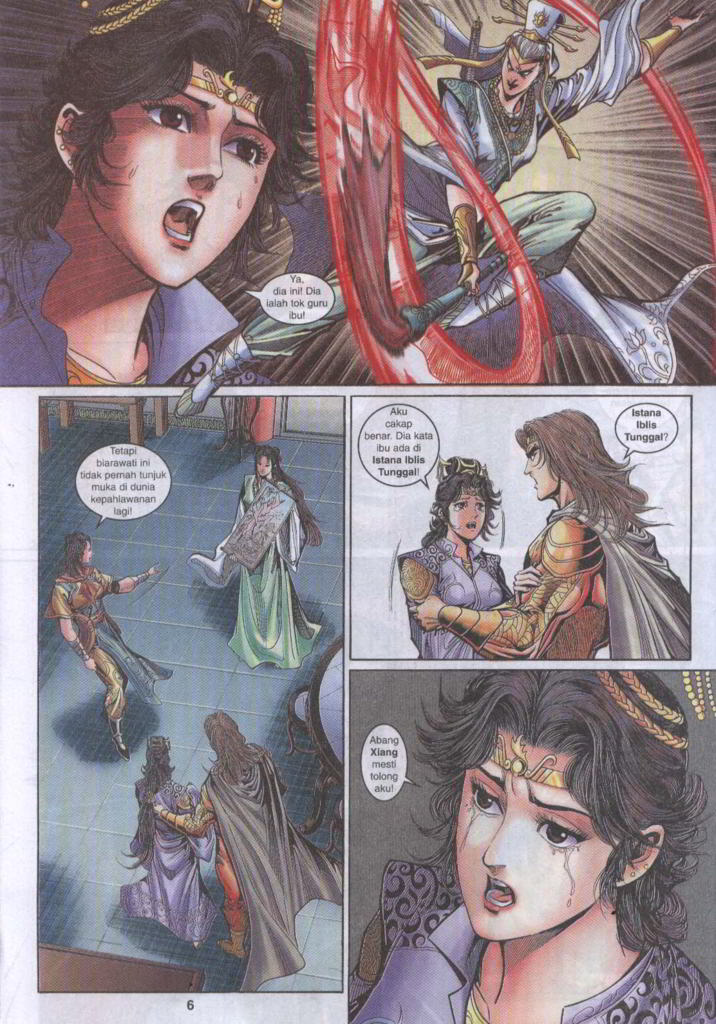 Ya,
dia ini! Dia
ialah tok guru
ibu!
Tetapi
biarawati ini
tidak pernah tunjuk
muka di dunia
kepahlawanan
lagi!
Aku
cakap
benar. Dia kata
ibu ada di
Istana Iblis
Tunggal!
Istana
Iblis
Tunggal?
Abang
Xiang
mesti
tolong
aku!
6